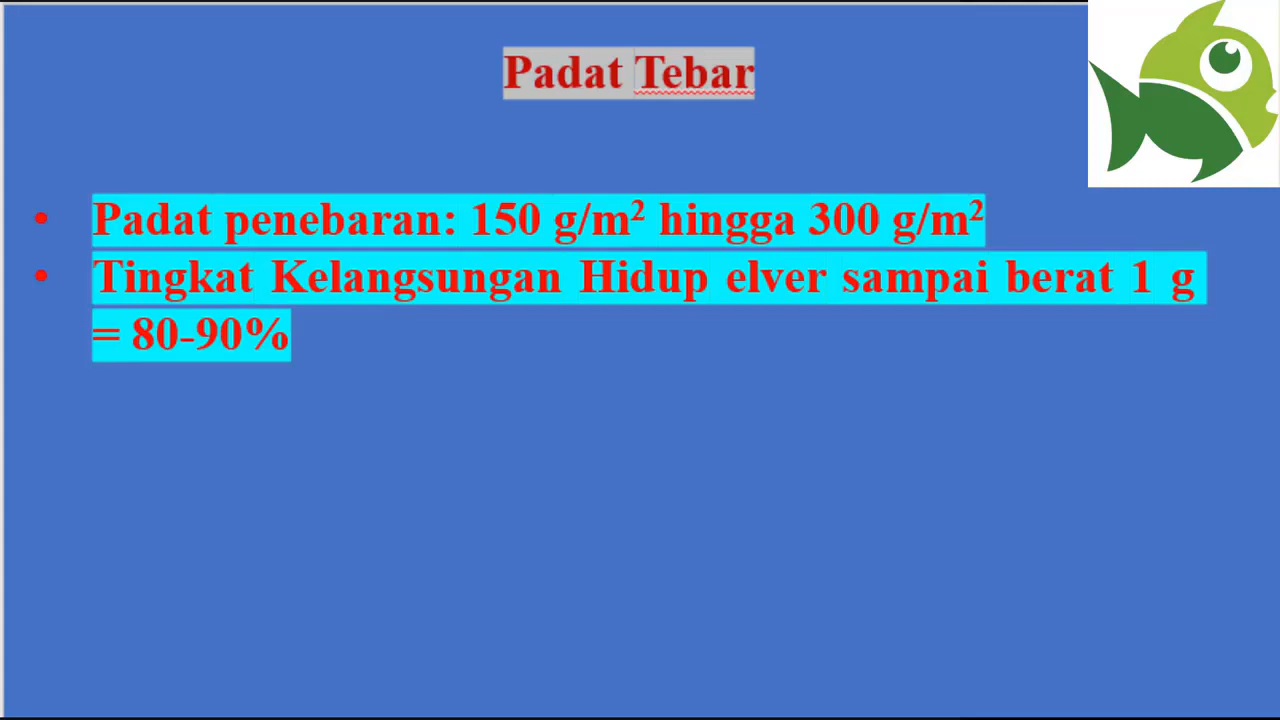 Padat Tebar
• Padat penebaran: 150 g/m² hingga 300 g/m²
• Tingkat Kelangsungan Hidup elver sampai berat 1 g
= 80-90%